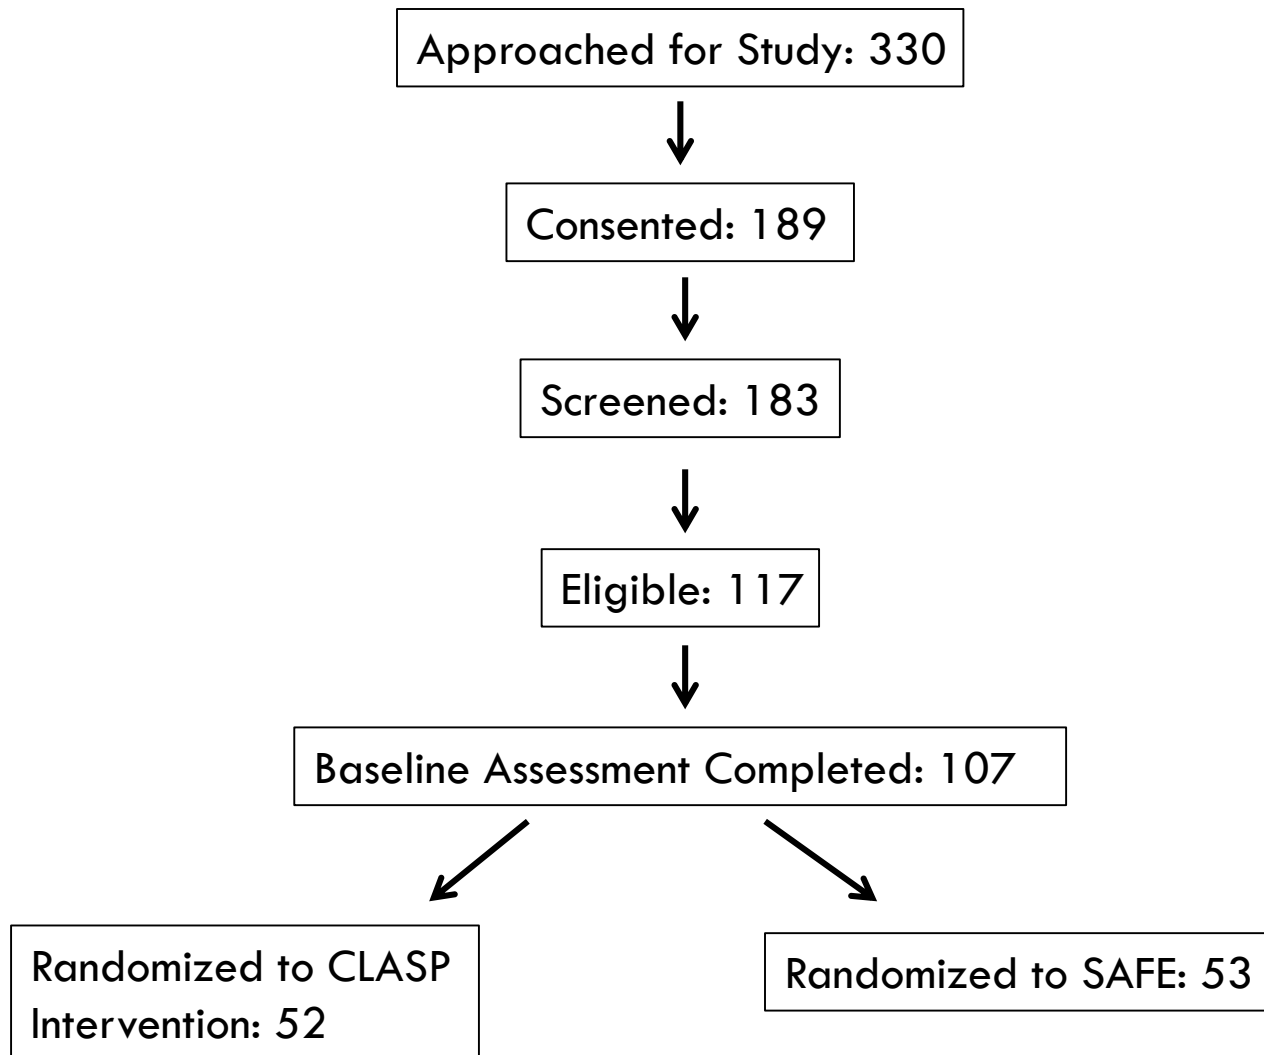 Approached for Study: 330
Consented: 189
Screened: 183
Eligible: 117
Baseline Assessment Completed: 107
Randomized to CLASP
Intervention: 52
Randomized to SAFE: 53